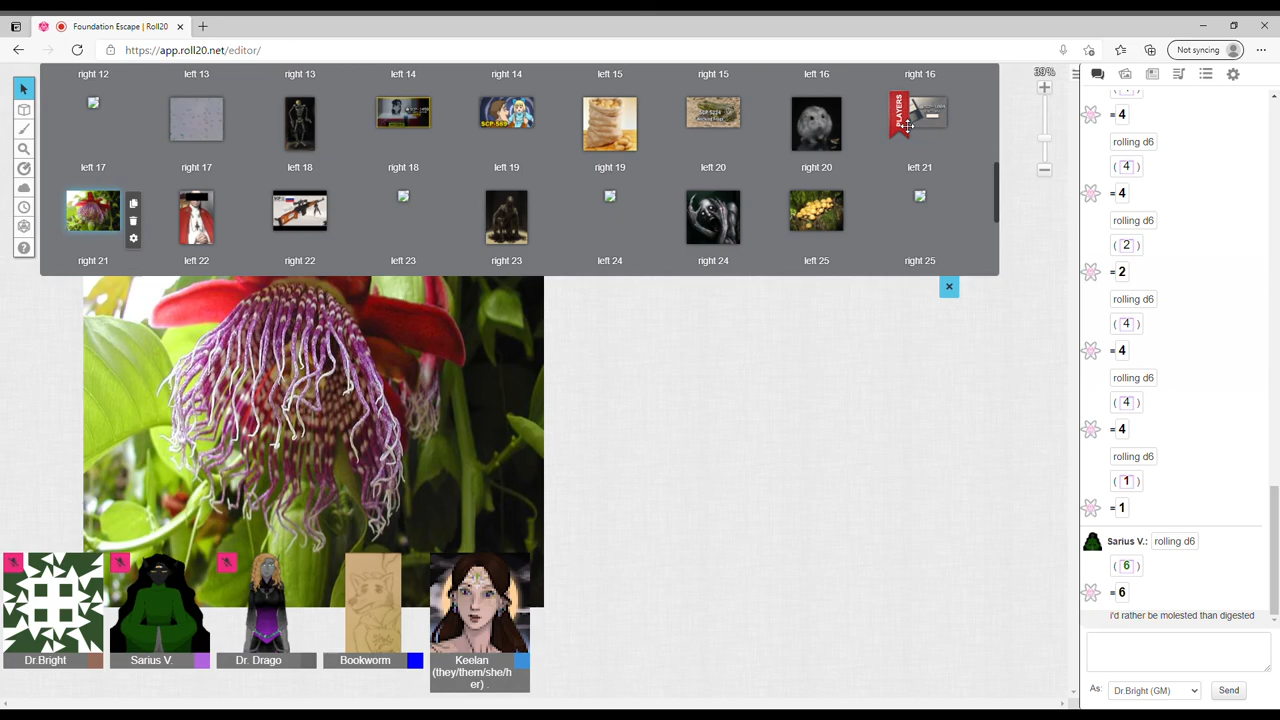 Foundation Escape | Roll20
https://app.roll20.net/editor/
Not syncing
right 12 left 13 right 13 left 14 right 14 left 15 right 15 left 16 right 16
39%
PLAYERS
left 17 right 17 left 18 right 18 left 19 right 19 left 20 right 20 left 21
right 21 left 22 right 22 left 23 right 23 left 24 right 24 left 25 right 25
= 4
rolling d6
( 4 )
= 4
rolling d6
( 2 )
= 2
rolling d6
( 4 )
= 4
rolling d6
( 4 )
= 4
rolling d6
( 1 )
= 1
Sarius V.: rolling d6
( 6 )
= 6
i'd rather be molested than digested
Dr.Bright
Sarius V.
Dr. Drago
Bookworm
Keelan
(they/them/she/h
er) .
As: Dr.Bright (GM) Send